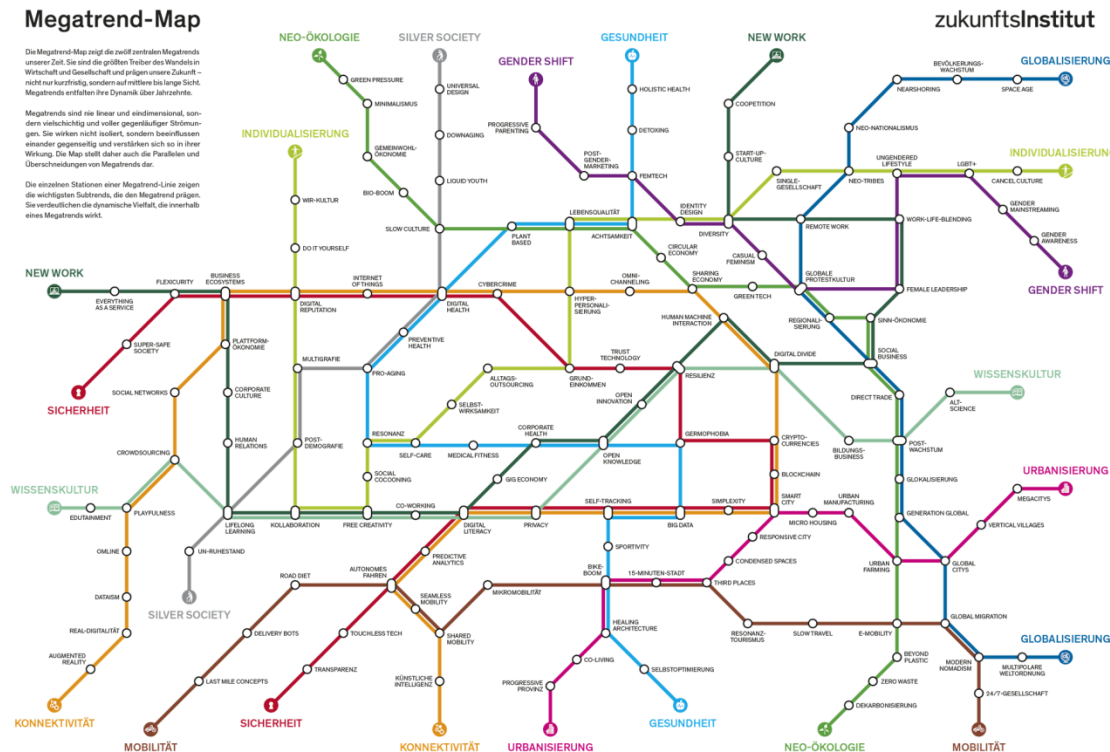 Megatrend-Map
zukunftsInstitut
Die Megatrend-Map zeigt die zwölf zentralen Megatrends
unserer Zeit. Sie sind die größten Treiber des Wandels in
Wirtschaft und Gesellschaft und prägen unsere Zukunft –
nicht nur kurzfristig, sondern auf mittlere bis lange Sicht.
Megatrends entfalten ihre Dynamik über Jahrzehnte.
Megatrends sind nie linear und eindimensional, son-
dern vielschichtig und voller gegenläufiger Strömun-
gen. Sie wirken nicht isoliert, sondern beeinflussen
einander gegenseitig und verstärken sich so in ihrer
Wirkung. Die Map stellt daher auch die Parallelen und
Überschneidungen von Megatrends dar.
Die einzelnen Stationen einer Megatrend-Linie zeigen
die wichtigsten Subtrends, die den Megatrend prägen.
Sie verdeutlichen die dynamische Vielfalt, die innerhalb
eines Megatrends wirkt.
NEO-ÖKOLOGIE
SILVER SOCIETY
GENDER SHIFT
GESUNDHEIT
NEW WORK
GLOBALISIERUNG
BEVÖLKERUNGS-
WACHSTUM
NEARSHORING
SPACE AGE
GREEN PRESSURE
UNIVERSAL
DESIGN
HOLISTIC HEALTH
MINIMALISMUS
COOPETITION
PROGRESSIVE
PARENTING
DETOXING
NEO-NATIONALISMUS
INDIVIDUALISIERUNG
DOWNAGING
GEMEINWOHL-
ÖKONOMIE
POST-
GENDER-
MARKETING
START-UP-
CULTURE
UNGENDERED
LIFESTYLE
LGBT+
INDIVIDUALISIERUNG
BIO-BOOM
LIQUID YOUTH
FEMTECH
SINGLE-
GESELLSCHAFT
NEO-TRIBES
CANCEL CULTURE
WIR-KULTUR
LEBENSQUALITÄT
IDENTITY
DESIGN
GENDER
MAINSTREAMING
SLOW CULTURE
PLANT
BASED
ACHTSAMKEIT
DIVERSITY
REMOTE WORK
WORK-LIFE-BLENDING
DO IT YOURSELF
CIRCULAR
ECONOMY
CASUAL
FEMINISM
GENDER
AWARENESS
NEW WORK
FLEXICURITY
BUSINESS
ECOSYSTEMS
INTERNET
OF THINGS
CYBERCRIME
OMNI-
CHANNELING
SHARING
ECONOMY
GLOBALE
PROTESTKULTUR
GENDER SHIFT
EVERYTHING
AS A SERVICE
DIGITAL
REPUTATION
DIGITAL
HEALTH
HYPER-
PERSONALI-
SIERUNG
GREEN TECH
FEMALE LEADERSHIP
HUMAN MACHINE
INTERACTION
REGIONALI-
SIERUNG
SINN-ÖKONOMIE
SUPER-SAFE
SOCIETY
PLATTFORM-
ÖKONOMIE
PREVENTIVE
HEALTH
MULTIGRAFIE
PRO-AGING
ALLTAGS-
OUTSOURCING
GRUND-
EINKOMMEN
TRUST
TECHNOLOGY
RESILIENZ
DIGITAL DIVIDE
SOCIAL
BUSINESS
WISSENSKULTUR
SICHERHEIT
SOCIAL NETWORKS
CORPORATE
CULTURE
SELBST-
WIRKSAMKEIT
OPEN
INNOVATION
DIRECT TRADE
ALT-
SCIENCE
HUMAN
RELATIONS
POST-
DEMOGRAFIE
RESONANZ
SELF-CARE
MEDICAL FITNESS
CORPORATE
HEALTH
OPEN
KNOWLEDGE
GERMOPHOBIA
CRYPTO-
CURRENCIES
BILDUNGS-
BUSINESS
POST-
WACHSTUM
CROWDSOURCING
SOCIAL
COCOONING
GIG ECONOMY
BLOCKCHAIN
GLOKALISIERUNG
URBANISIERUNG
WISSENSKULTUR
EDUTAINMENT
PLAYFULNESS
LIFELONG
LEARNING
KOLLABORATION
FREE CREATIVITY
CO-WORKING
DIGITAL
LITERACY
PRIVACY
SELF-TRACKING
BIG DATA
SIMPLEXITY
SMART
CITY
URBAN
MANUFACTURING
MICRO HOUSING
GENERATION GLOBAL
MEGACITYS
VERTICAL VILLAGES
OMLINE
UN-RUHESTAND
PREDICTIVE
ANALYTICS
SPORTIVITY
RESPONSIVE CITY
CONDENSED SPACES
URBAN
FARMING
GLOBAL
CITYS
SILVER SOCIETY
ROAD DIET
AUTONOMES
FAHREN
SEAMLESS
MOBILITY
MIKROMOBILITÄT
BIKE-
BOOM
15-MINUTEN-STADT
THIRD PLACES
DATAISM
REAL-DIGITALITÄT
DELIVERY BOTS
TOUCHLESS TECH
SHARED
MOBILITY
HEALING
ARCHITECTURE
RESONANZ-
TOURISMUS
SLOW TRAVEL
E-MOBILITY
GLOBAL MIGRATION
GLOBALISIERUNG
AUGMENTED
REALITY
LAST MILE CONCEPTS
TRANSPARENZ
KÜNSTLICHE
INTELLIGENZ
CO-LIVING
PROGRESSIVE
PROVINZ
SELBSTOPTIMIERUNG
BEYOND
PLASTIC
ZERO WASTE
MODERN
NOMADISM
MULTIPOLARE
WELTORDNUNG
24/7-GESELLSCHAFT
DEKARBONISIERUNG
KONNEKTIVITÄT
MOBILITÄT
SICHERHEIT
KONNEKTIVITÄT
URBANISIERUNG
GESUNDHEIT
NEO-ÖKOLOGIE
MOBILITÄT